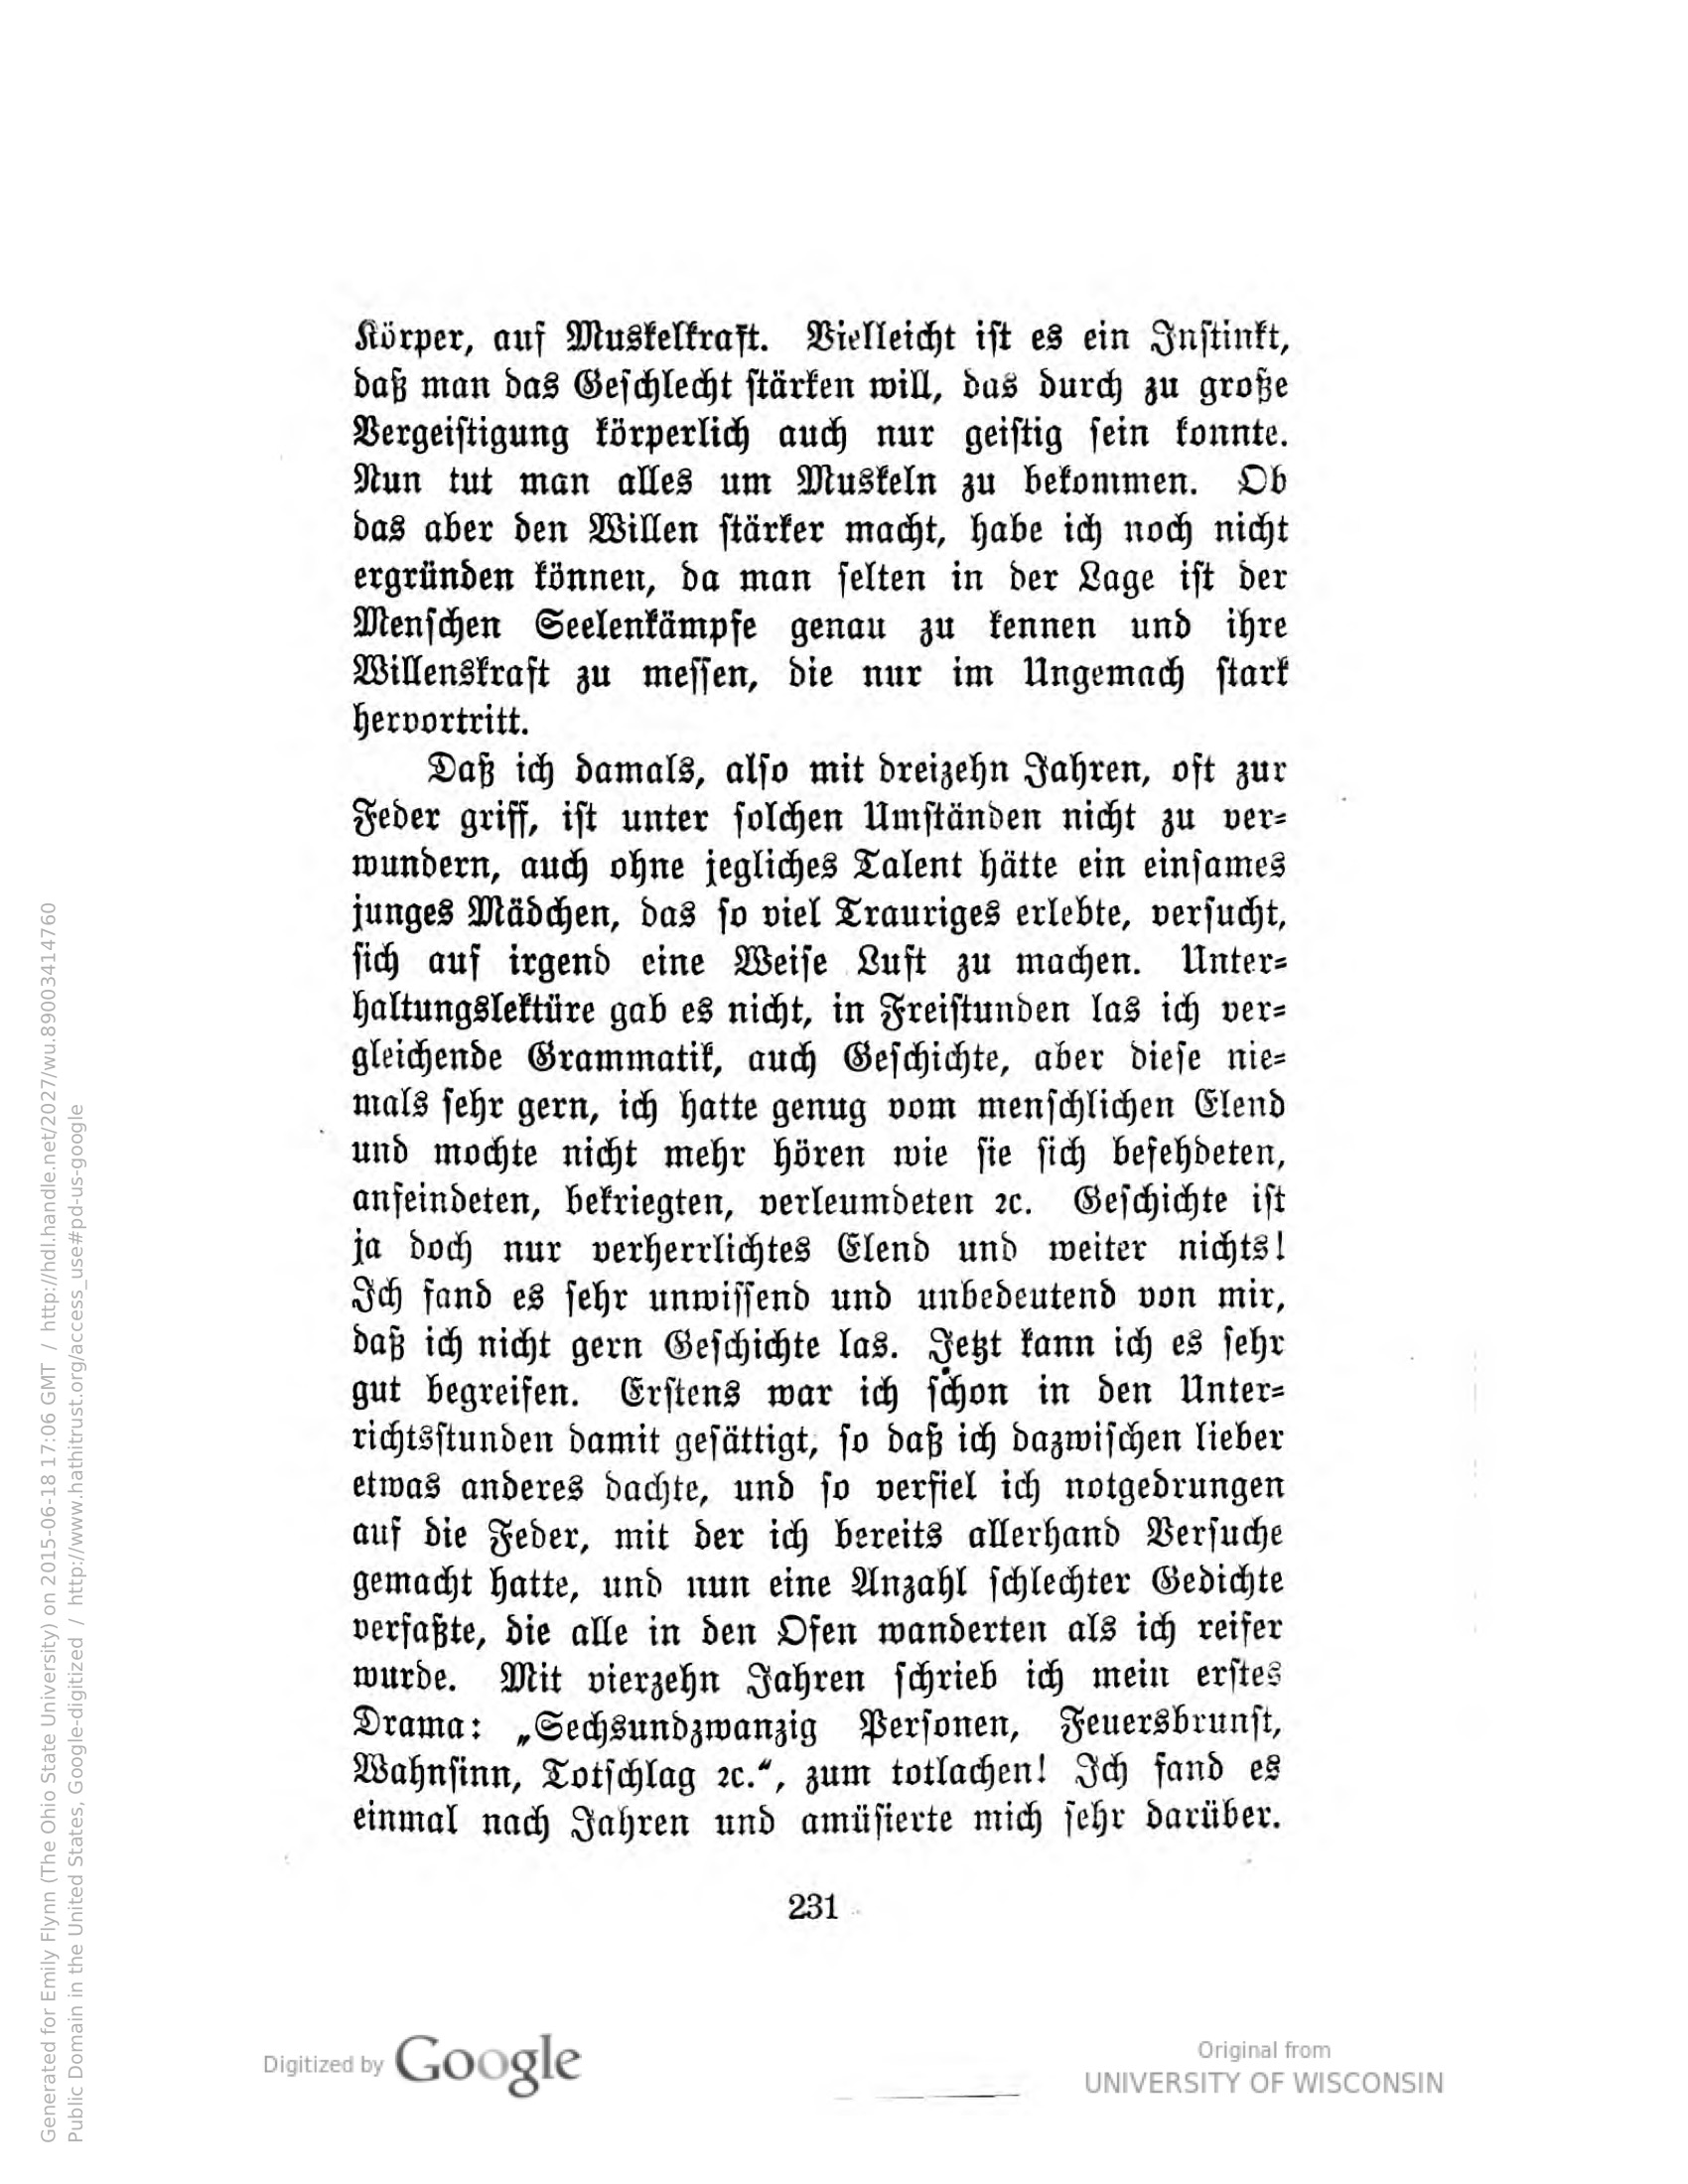 Körper, auf Muskelkraft. Vielleicht ist es ein Instinkt,
daß man das Geschlecht stärken will, das durch zu große
Vergeistigung körperlich auch nur geistig sein konnte.
Nun tut man alles um Muskeln zu bekommen. Ob
das aber den Willen stärker macht, habe ich noch nicht
ergründen können, da man selten in der Lage ist der
Menschen Seelenkämpfe genau zu kennen und ihre
Willenskraft zu messen, die nur im Ungemach stark
hervortritt.
Daß ich damals, also mit dreizehn Jahren, oft zur
Feder griff, ist unter solchen Umständen nicht zu ver-
wundern, auch ohne jegliches Talent hätte ein einsames
junges Mädchen, das so viel Trauriges erlebte, versucht,
sich auf irgend eine Weise Luft zu machen. Unter-
haltungslektüre gab es nicht, in Freistunden las ich ver-
gleichende Grammatik, auch Geschichte, aber diese nie-
mals sehr gern, ich hatte genug vom menschlichen Elend
und mochte nicht mehr hören wie sie sich befehdeten,
anfeindeten, bekriegten, verleumdeten ꝛc. Geschichte ist
ja doch nur verherrlichtes Elend und weiter nichts!
Ich fand es sehr unwissend und unbedeutend von mir,
daß ich nicht gern Geschichte las. Jetzt kann ich es sehr
gut begreifen. Erstens war ich schon in den Unter-
richtsstunden damit gesättigt, so daß ich dazwischen lieber
etwas anderes dachte, und so verfiel ich notgedrungen
auf die Feder, mit der ich bereits allerhand Versuche
gemacht hatte, und nun eine Anzahl schlechter Gedichte
verfaßte, die alle in den Ofen wanderten als ich reifer
wurde. Mit vierzehn Jahren schrieb ich mein erstes
Drama: „Sechsundzwanzig Personen, Feuersbrunst,
Wahnsinn, Totschlag ꝛc.“, zum totlachen! Ich fand es
einmal nach Jahren und amüsierte mich sehr darüber.
231
Digitized by Google
Original from
UNIVERSITY OF WISCONSIN
Generated for Emily Flynn (The Ohio State University) on 2015-06-18 17:06 GMT / http://hdl.handle.net/2027/wu.89003414760
Public Domain in the United States, Google-digitized / http://www.hathitrust.org/access_use#pd-us-google